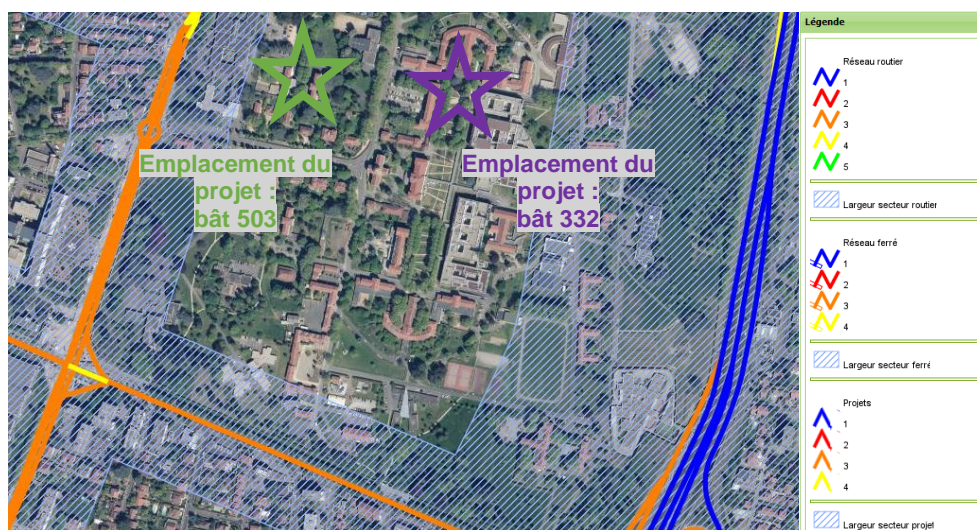 Emplacement du
projet :
bât 503
Emplacement du
projet :
bât 332
Légende
Réseau routier
1
2
3
4
5
Largeur secteur routier
Réseau ferré
1
2
3
4
Largeur secteur ferré
Projets
1
2
3
4
Largeur secteur projet